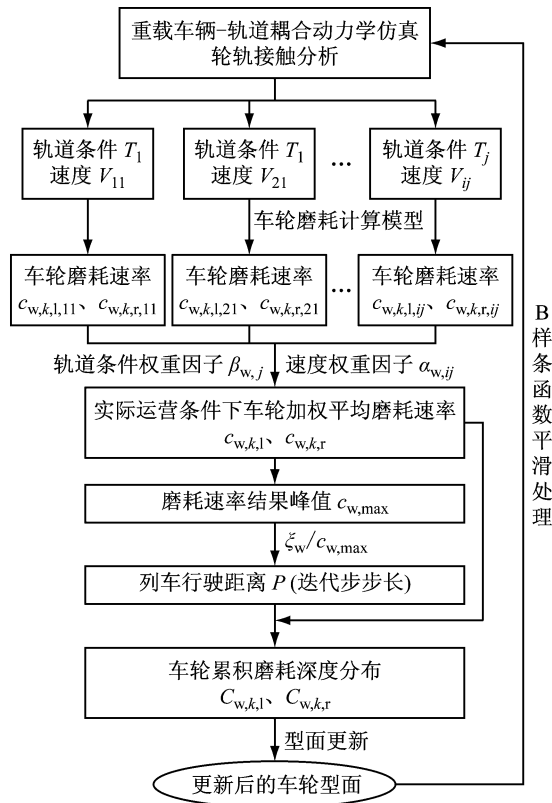 重载车辆-轨道耦合动力学仿真
轮轨接触分析
轨道条件 T1
速度 V11
轨道条件 T1
速度 V21
…
轨道条件 Tj
速度 Vij
车轮磨耗计算模型
车轮磨耗速率
cw,k,l,11、cw,k,r,11
车轮磨耗速率
cw,k,l,21、cw,k,r,21
…
车轮磨耗速率
cw,k,l,ij、cw,k,r,ij
轨道条件权重因子 βw,j
速度权重因子 αw,ij
实际运营条件下车轮加权平均磨耗速率
cw,k,l、cw,k,r
磨耗速率结果峰值 cw,max
ξw/cw,max
列车行驶距离 P (迭代步步长)
车轮累积磨耗深度分布
Cw,k,l、Cw,k,r
型面更新
更新后的车轮型面
B样条函数平滑处理